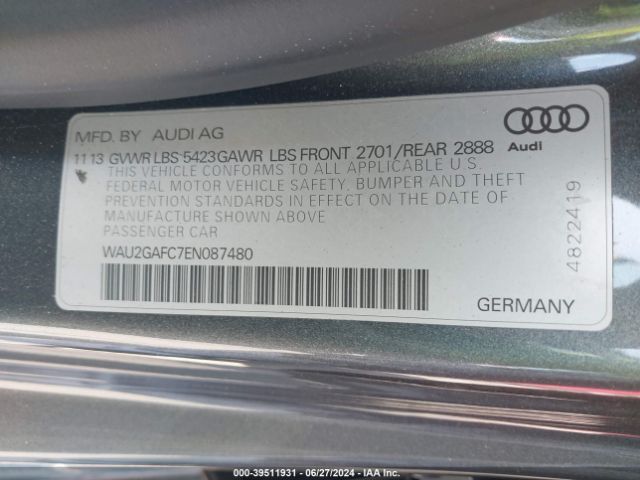 MFD. BY AUDI AG
11 13 GVWR LBS 5423 GAWR LBS FRONT 2701/REAR 2888
Audi
THIS VEHICLE CONFORMS TO ALL APPLICABLE U S.
FEDERAL MOTOR VEHICLE SAFETY, BUMPER AND THEFT
PREVENTION STANDARDS IN EFFECT ON THE DATE OF
MANUFACTURE SHOWN ABOVE
PASSENGER CAR
WAU2GAFC7EN087480
4822419
GERMANY
000-39511931 - 06/27/2024 - IAA Inc.